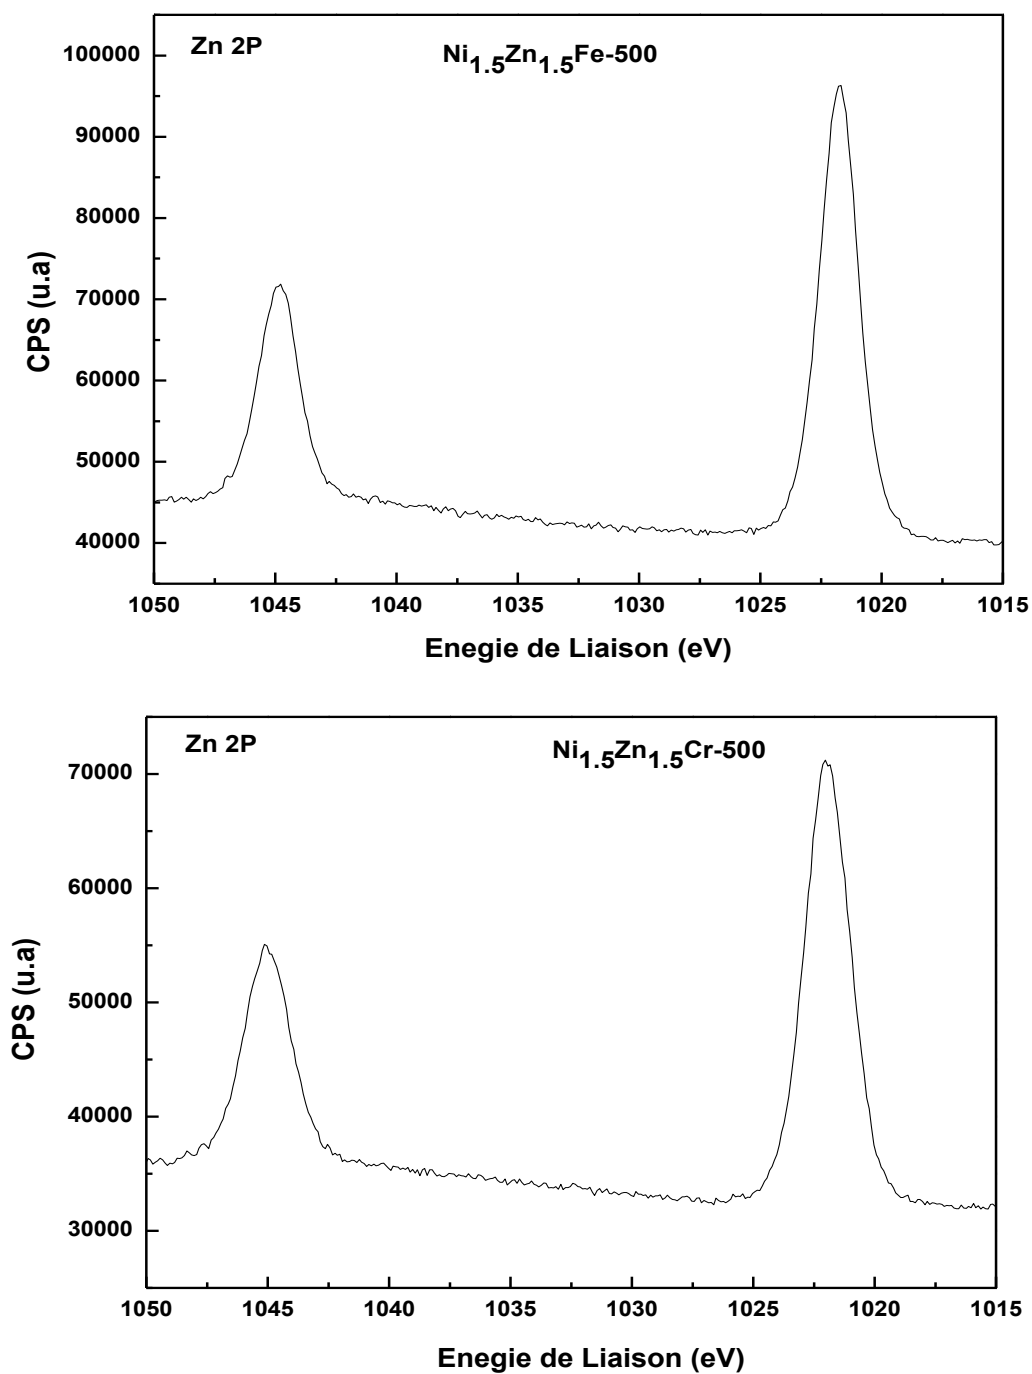 Zn 2P
Ni1.5Zn1.5Fe-500
100000
90000
80000
70000
60000
50000
40000
CPS (u.a)
1050 1045 1040 1035 1030 1025 1020 1015
Enegie de Liaison (eV)
Zn 2P
Ni1.5Zn1.5Cr-500
70000
60000
50000
40000
30000
CPS (u.a)
1050 1045 1040 1035 1030 1025 1020 1015
Enegie de Liaison (eV)